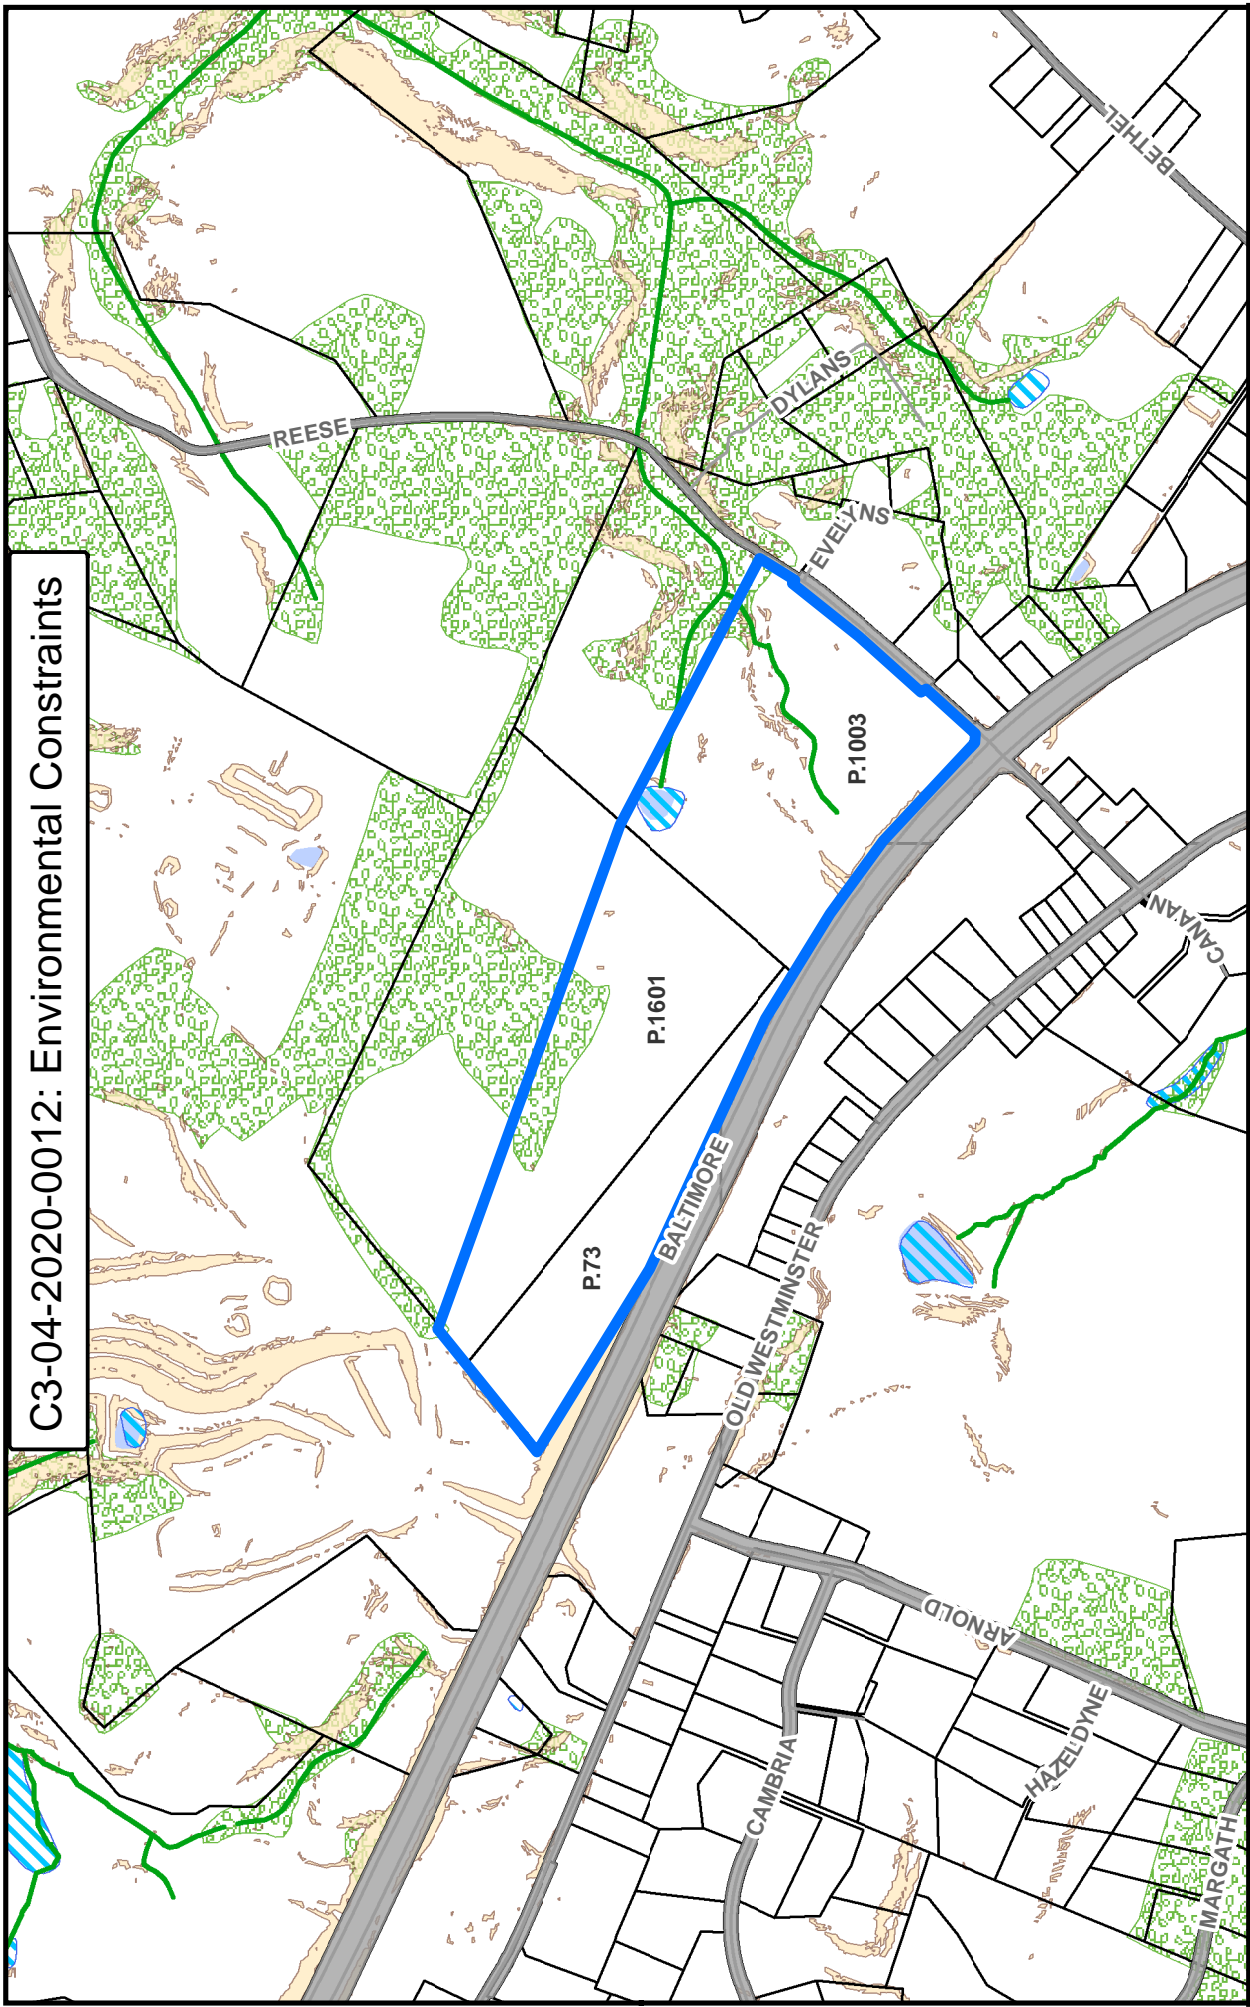 C3-04-2020-0012: Environmental Constraints
BETHEL
REESE
DYLANS
EVELYNS
P.1003
P.1601
P.73
BALTIMORE
CANAAN
OLD WESTMINSTER
ARNOLD
CAMBRIA
HAZEL DYNE
MARGATH